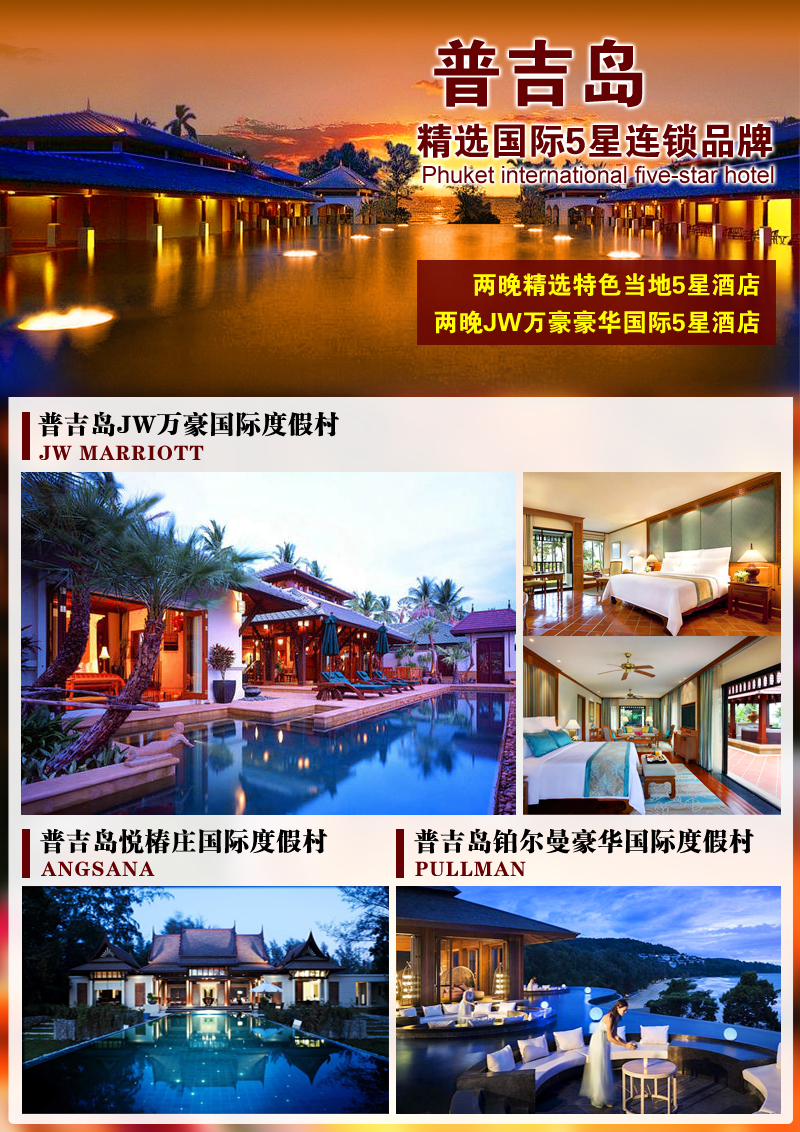 普吉岛
精选国际5星连锁品牌
Phuket international five-star hotel
两晚精选特色当地5星酒店
两晚JW万豪豪华国际5星酒店
普吉岛JW万豪国际度假村
JW MARRIOTT
普吉岛悦椿庄国际度假村
ANGSANA
普吉岛铂尔曼豪华国际度假村
PULLMAN